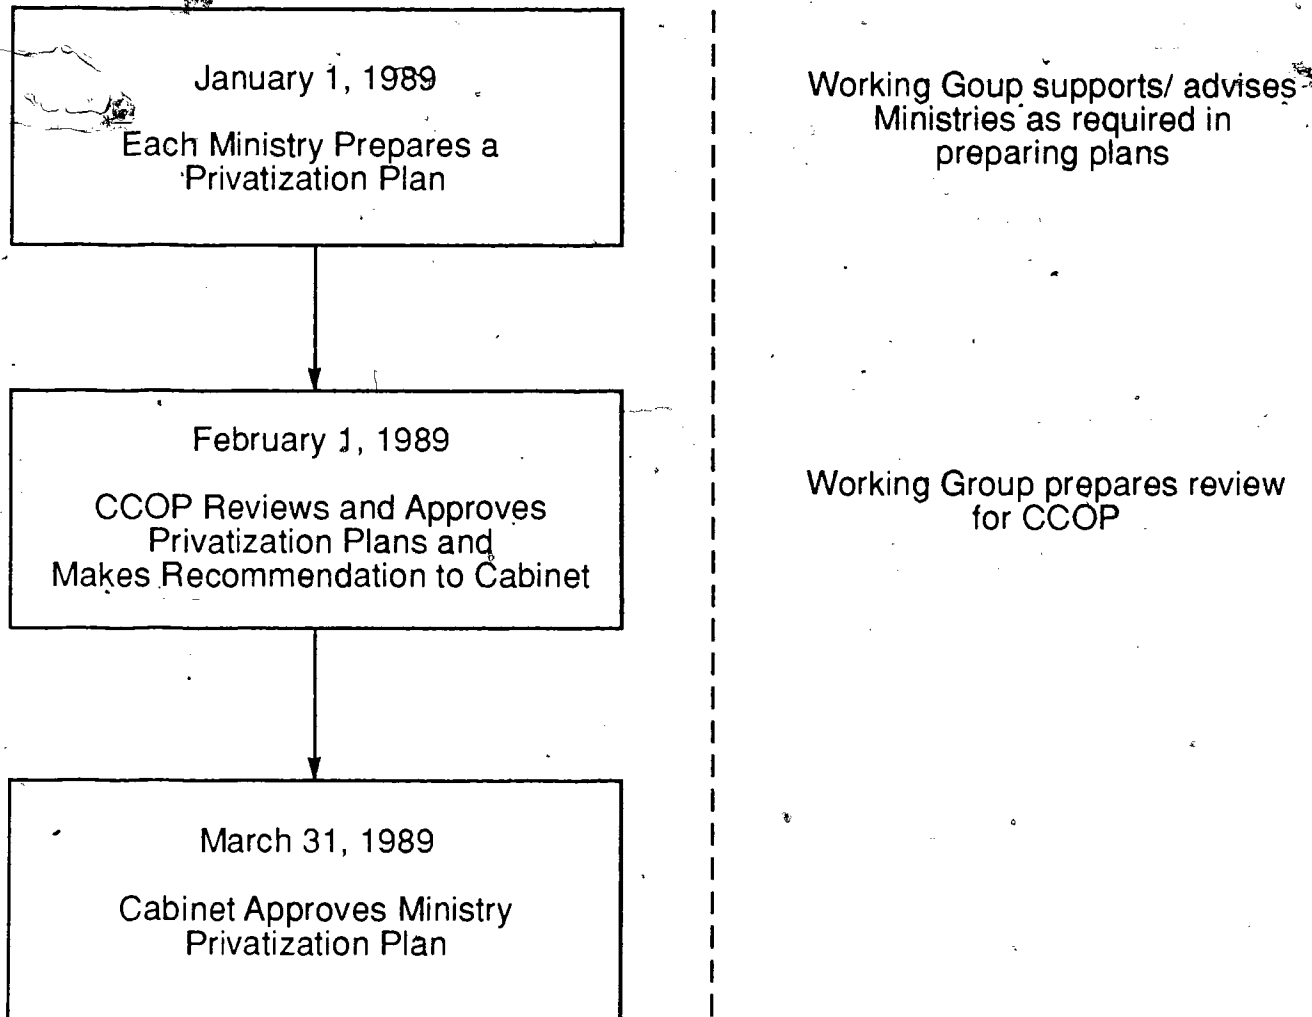 January 1, 1989
Each Ministry Prepares a
Privatization Plan
Working Goup supports/ advises
Ministries as required in
preparing plans
February 1, 1989
CCOP Reviews and Approves
Privatization Plans and
Makes Recommendation to Cabinet
Working Group prepares review
for CCOP
March 31, 1989
Cabinet Approves Ministry
Privatization Plan